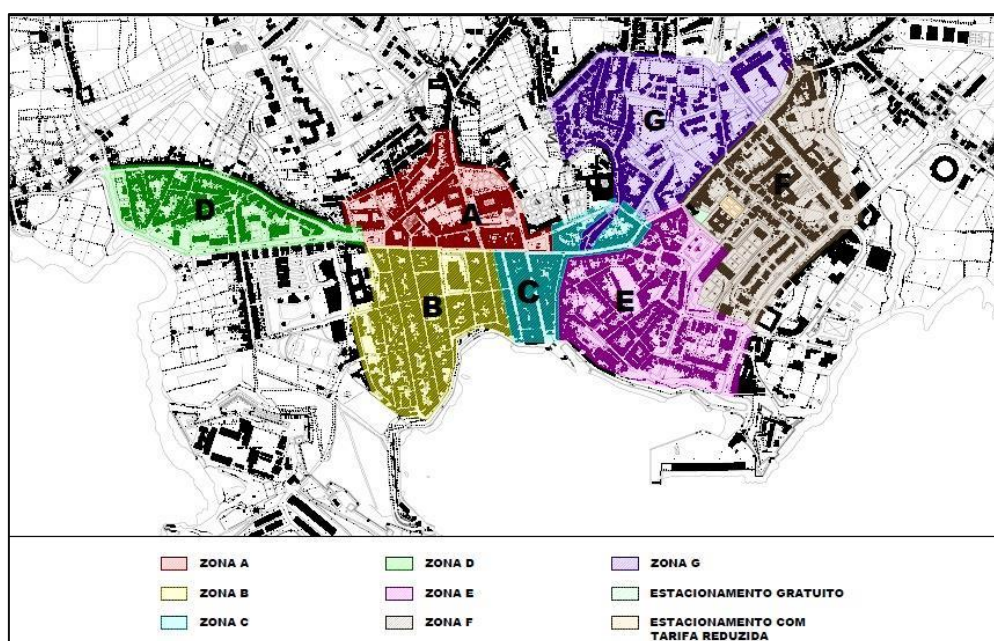 G
F
D
A
B
C
E
ZONA A
ZONA D
ZONA G
ZONA B
ZONA E
ESTACIONAMENTO GRATUITO
ZONA C
ZONA F
ESTACIONAMENTO COM
TARIFA REDUZIDA